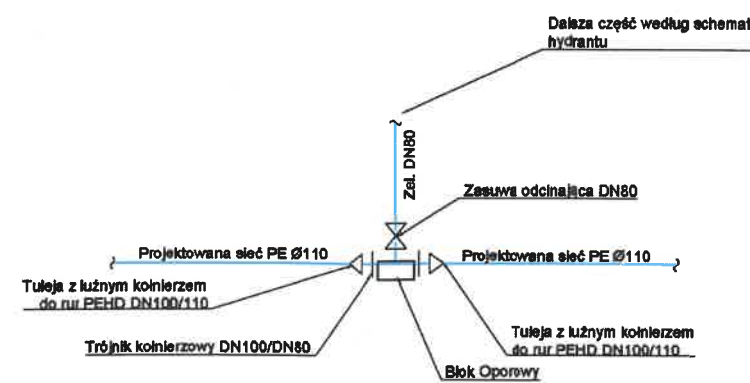 Dalsza część według schemat
hydrantu
Żel. DN80
Zasuwa odcinająca DN80
Projektowana sieć PE Ø110
Projektowana sieć PE Ø110
Tuleja z luźnym kołnierzem
do rur PEHD DN100/110
Trójnik kołnierzowy DN100/DN80
Tuleja z luźnym kołnierzem
do rur PEHD DN100/110
Blok Oporowy